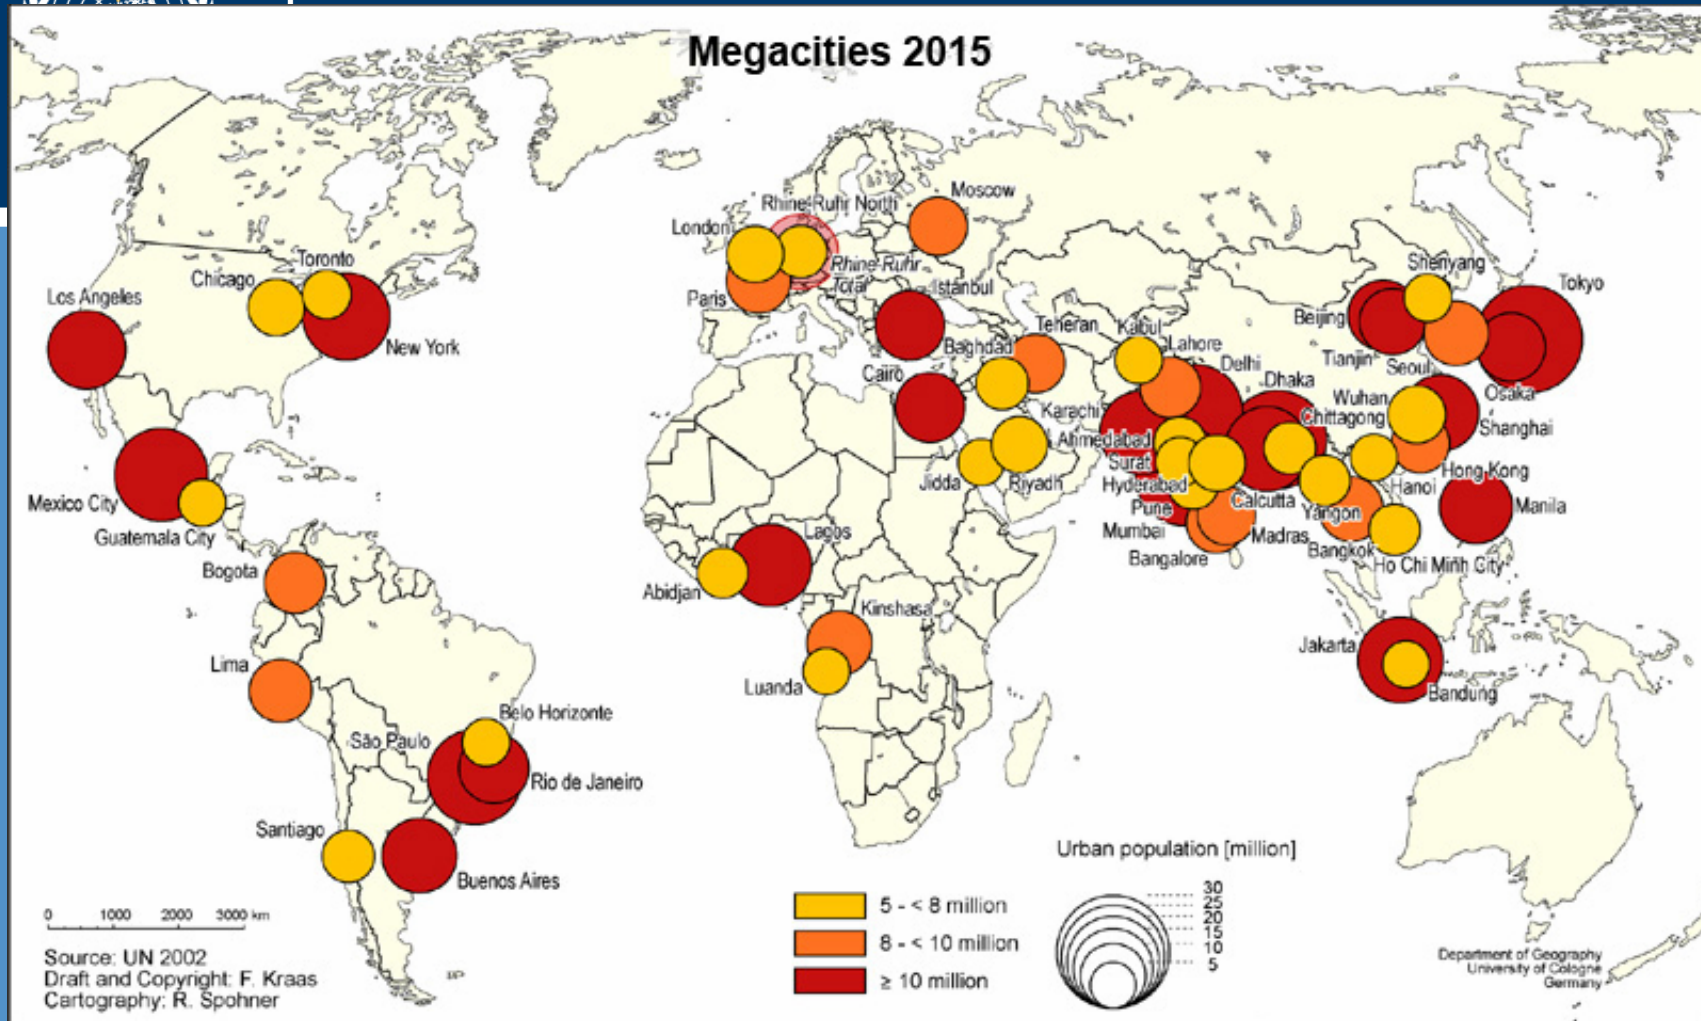 Megacities 2015
Moscow
Rhine-Ruhr North
London
Rhine-Ruhr
Total
Paris
Istanbul
Toronto
Chicago
Los Angeles
New York
Shenyang
Tokyo
Beijing
Tianjin
Seoul
Osaka
Teheran
Kabul
Baghdad
Lahore
Delhi
Cairo
Dhaka
Karachi
Wuhan
Chittagong
Shanghai
Ahmedabad
Surat
Hyderabad
Jidda
Riyadh
Pune
Calcutta
Hong Kong
Hanoi
Yangon
Manila
Mumbai
Madras
Bangalore
Bangkok
Ho Chi Minh City
Mexico City
Guatemala City
Bogota
Lagos
Abidjan
Kinshasa
Luanda
Lima
Jakarta
Bandung
Belo Horizonte
São Paulo
Rio de Janeiro
Santiago
Buenos Aires
Urban population [million]
30
25
20
15
10
5
5 - < 8 million
8 - < 10 million
≥ 10 million
0 1000 2000 3000 km
Source: UN 2002
Draft and Copyright: F. Kraas
Cartography: R. Spohner
Department of Geography
University of Cologne
Germany